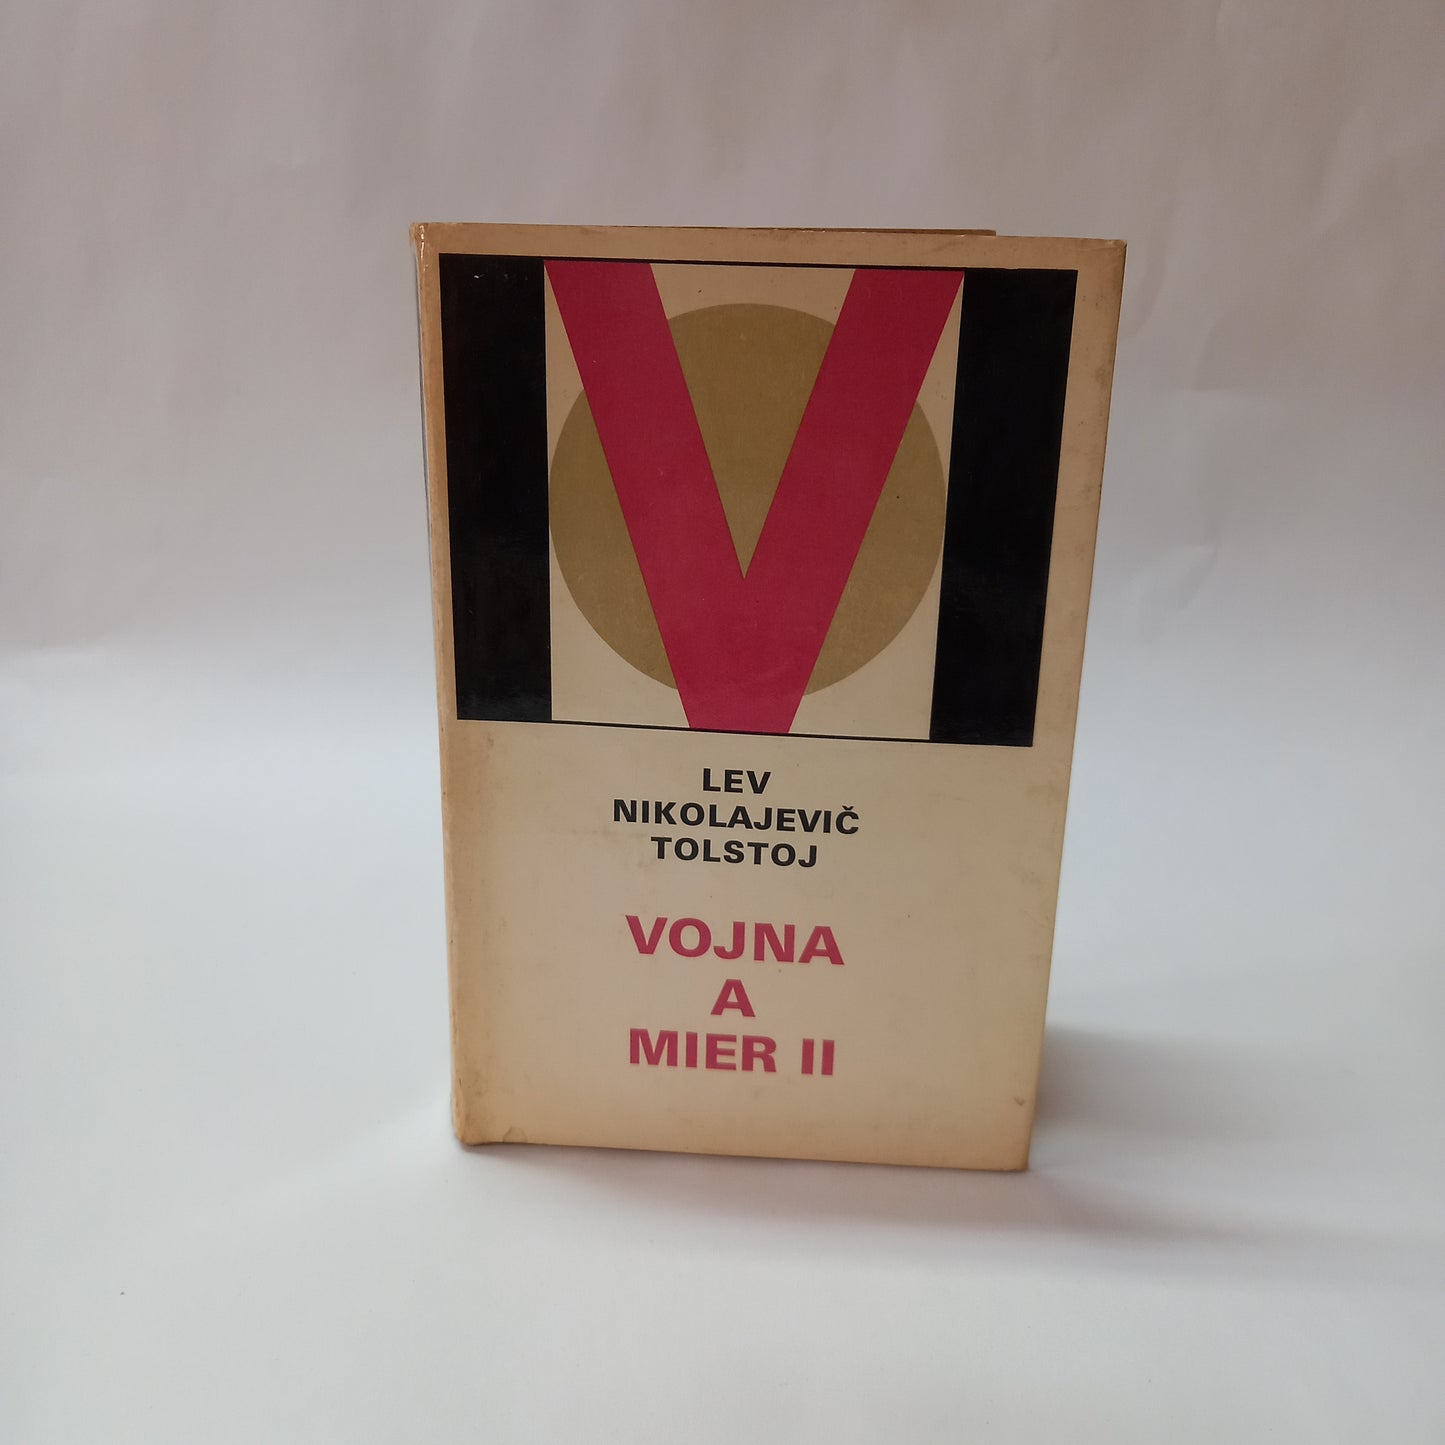 V
LEV
NIKOLAJEVIČ
TOLSTOJ
VOJNA
A
MIER II